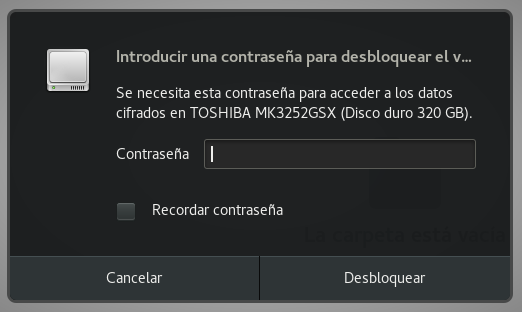 Introducir una contraseña para desbloquear el v...
Se necesita esta contraseña para acceder a los datos
cifrados en TOSHIBA MK3252GSX (Disco duro 320 GB).
Contraseña
Recordar contraseña
La carpeta está vacía
Cancelar
Desbloquear